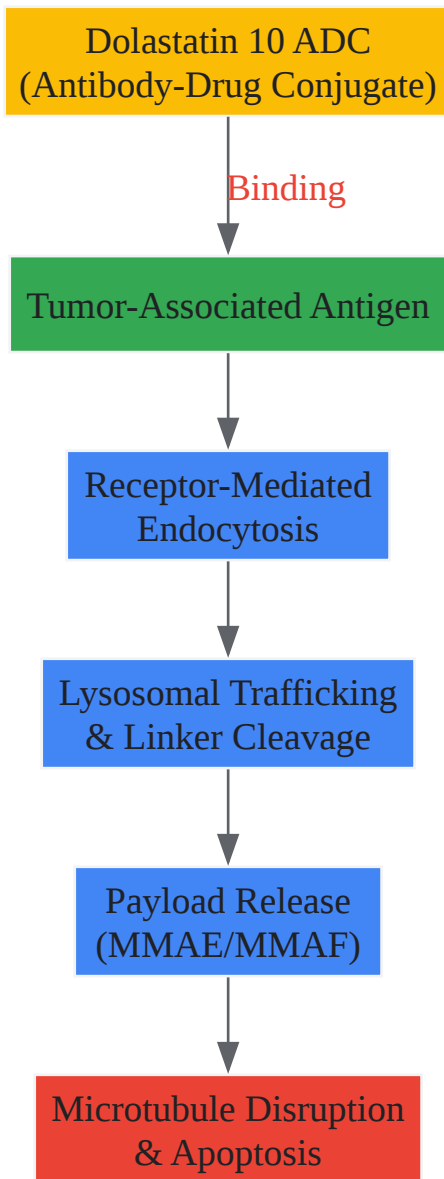 Dolastatin 10 ADC
(Antibody-Drug Conjugate)
Binding
Tumor-Associated Antigen
Receptor-Mediated
Endocytosis
Lysosomal Trafficking
& Linker Cleavage
Payload Release
(MMAE/MMAF)
Microtubule Disruption
& Apoptosis